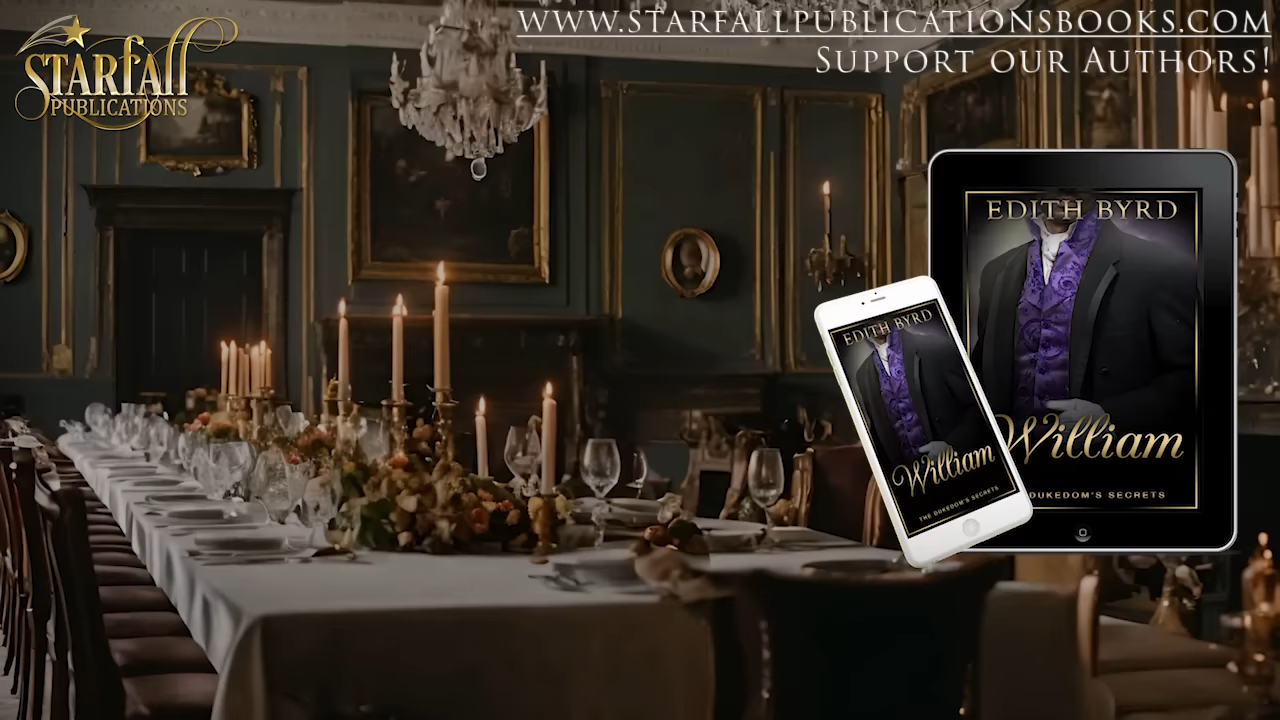 STARfall
PUBLICATIONS
WWW.STARFALLPUBLICATIONSBOOKS.COM
SUPPORT OUR AUTHORS!
EDITH BYRD
William
DUKEDOM'S SECRETS
EDITH BYRD
William
THE DUKEDOM'S SECRETS